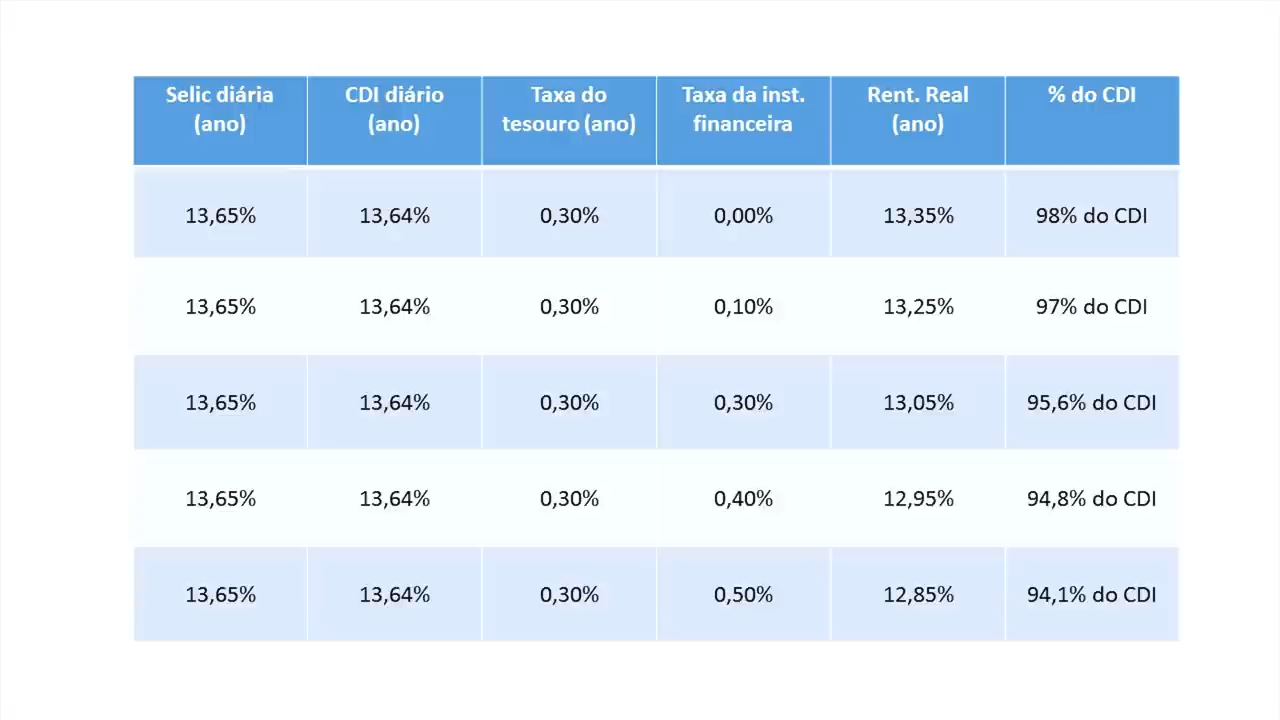 Selic diária (ano) CDI diário (ano) Taxa do tesouro (ano) Taxa da inst. financeira Rent. Real (ano) % do CDI
13,65% 13,64% 0,30% 0,00% 13,35% 98% do CDI
13,65% 13,64% 0,30% 0,10% 13,25% 97% do CDI
13,65% 13,64% 0,30% 0,30% 13,05% 95,6% do CDI
13,65% 13,64% 0,30% 0,40% 12,95% 94,8% do CDI
13,65% 13,64% 0,30% 0,50% 12,85% 94,1% do CDI